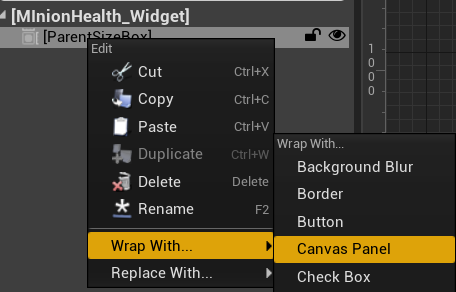 [MInionHealth_Widget]
[ParentSizeBox]
Edit
Cut Ctrl+X
Copy Ctrl+C
Paste Ctrl+V
Duplicate Ctrl+W
Delete Delete
Rename F2
Wrap With...
Replace With...
1
0
0
0
Wrap With...
Background Blur
Border
Button
Canvas Panel
Check Box